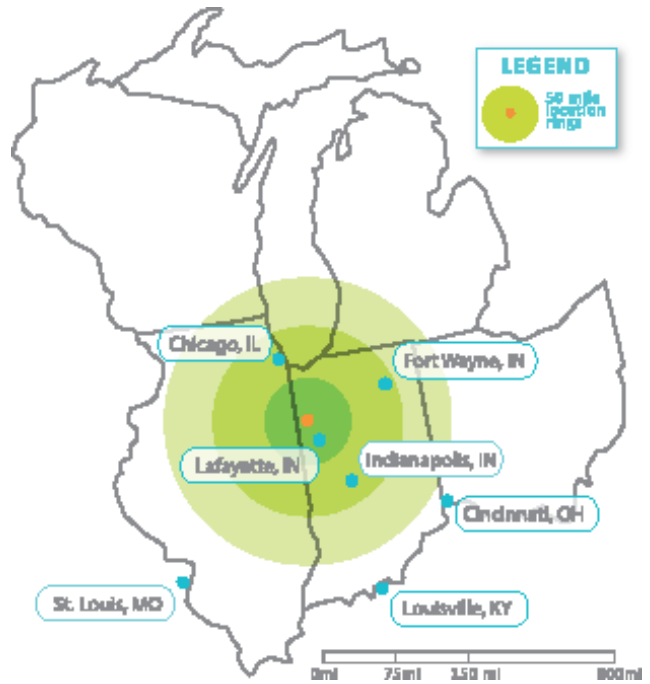 LEGEND
50 mile
location
rings
Chicago, IL
Fort Wayne, IN
Lafayette, IN
Indianapolis, IN
Cincinnati, OH
St. Louis, MO
Louisville, KY
0mi 75mi 150 mi